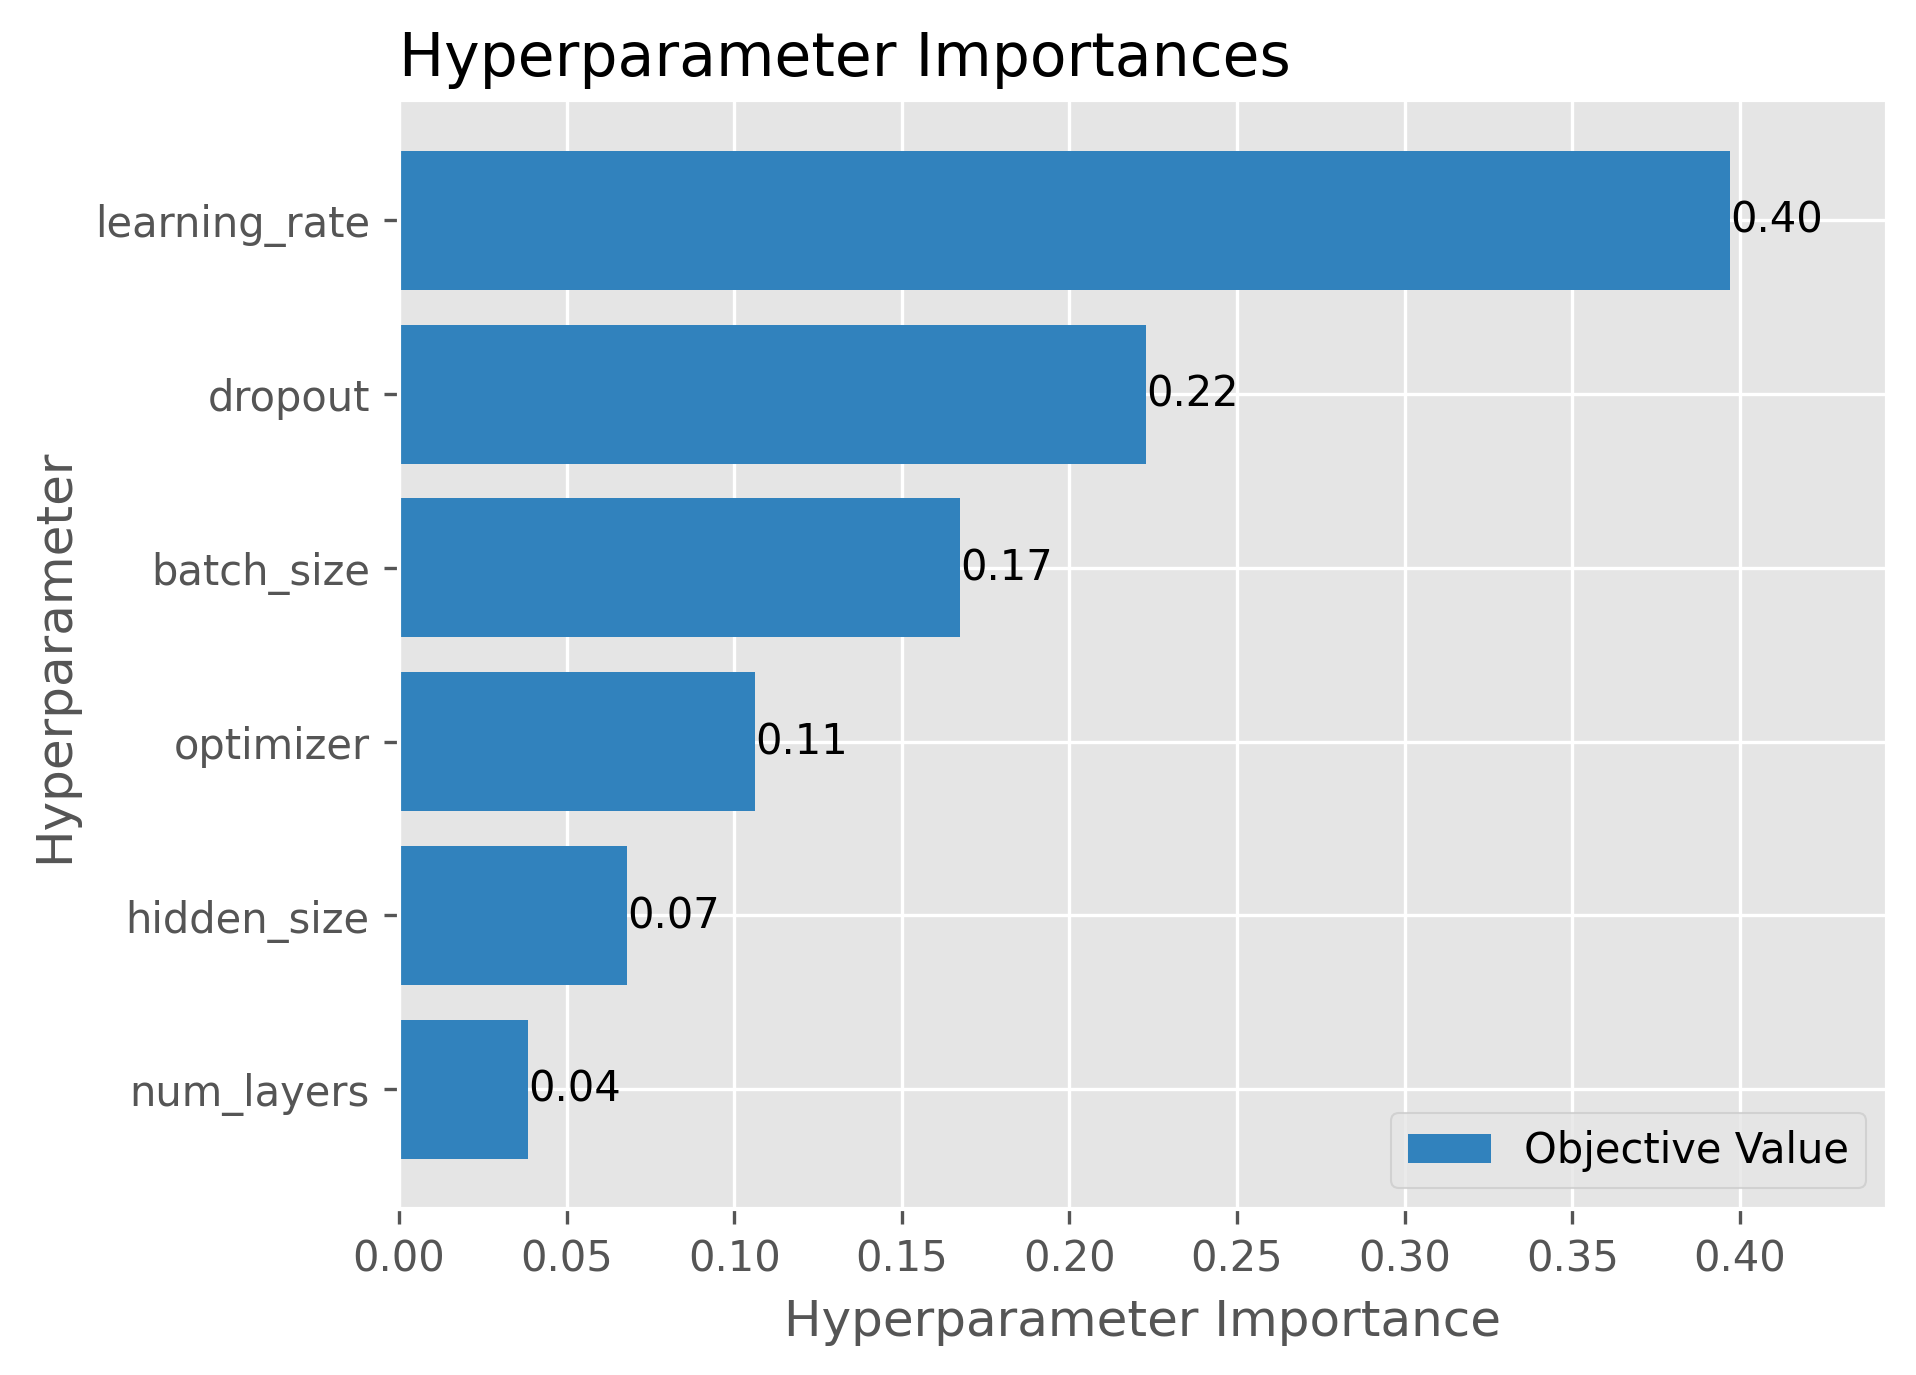 Hyperparameter Importances
learning_rate
0.40
dropout
0.22
batch_size
0.17
optimizer
0.11
hidden_size
0.07
num_layers
0.04
Hyperparameter
Objective Value
0.00 0.05 0.10 0.15 0.20 0.25 0.30 0.35 0.40
Hyperparameter Importance